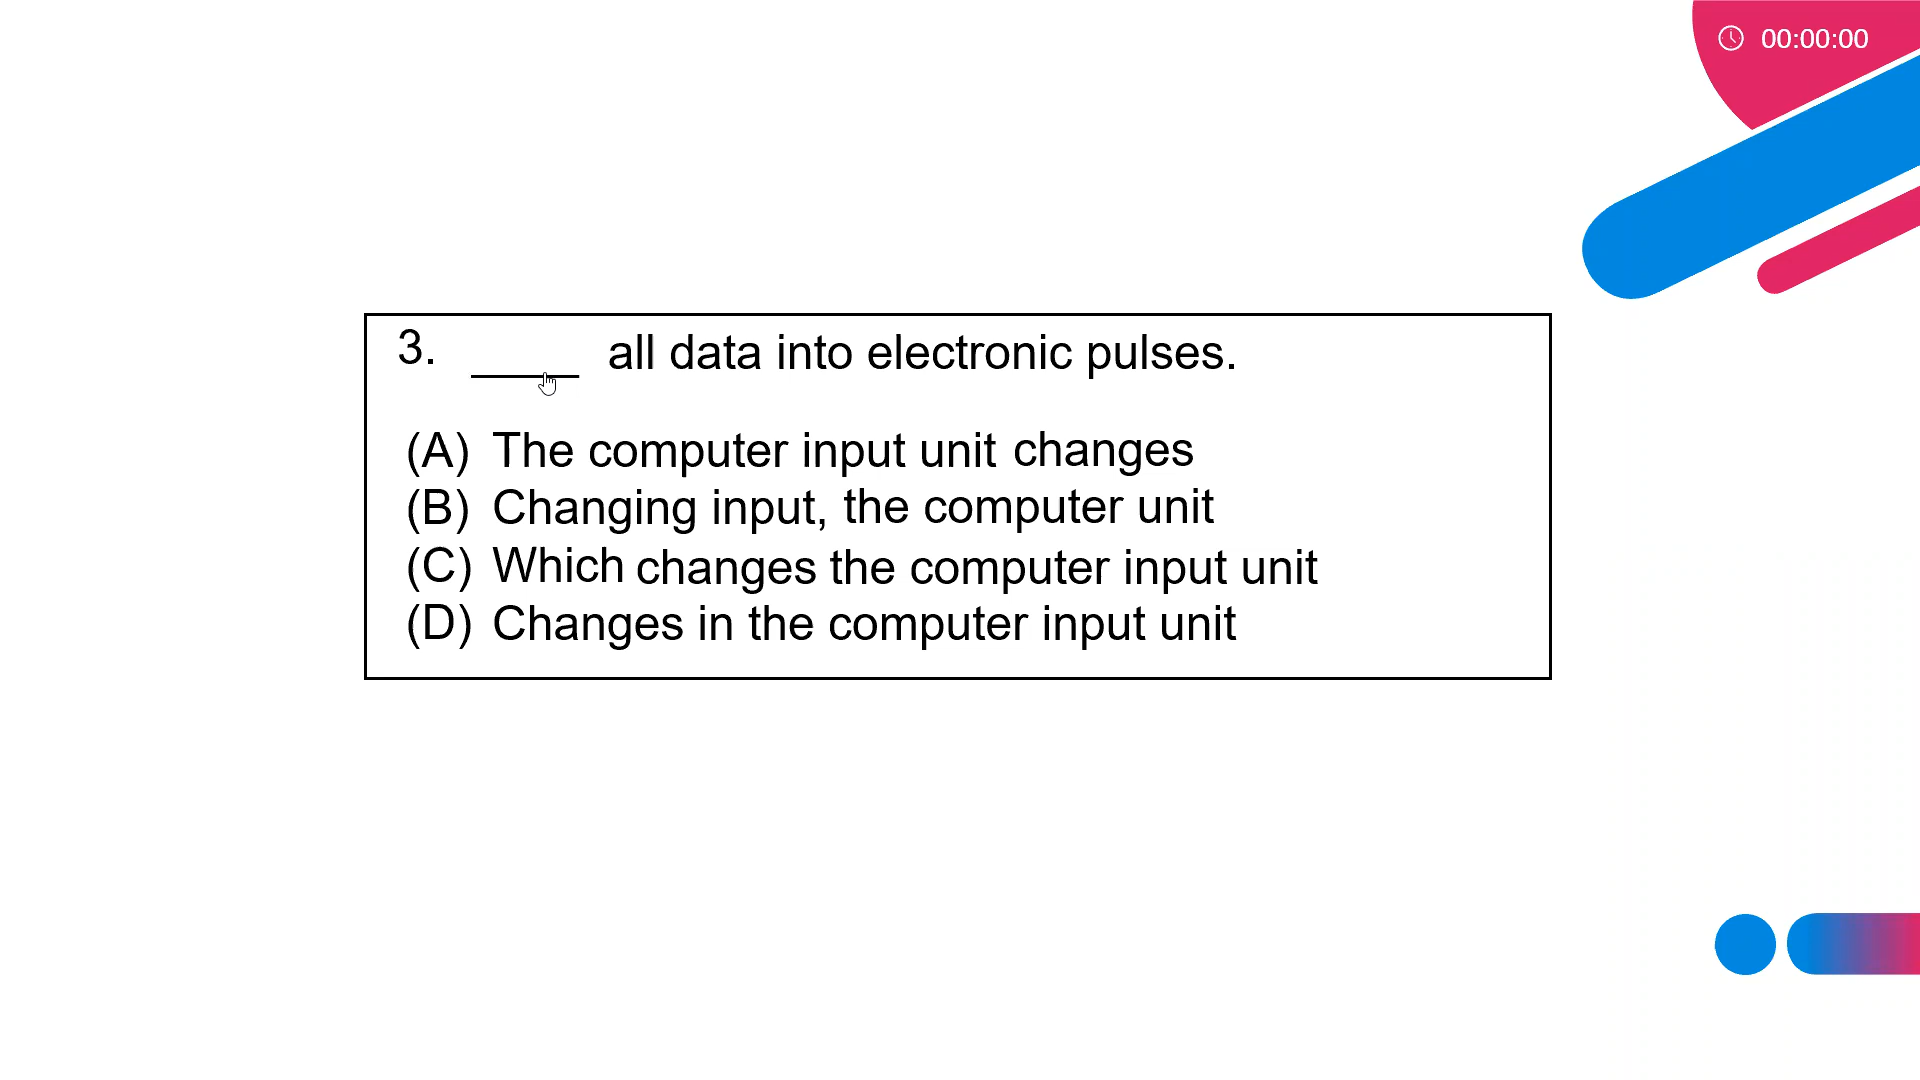 00:00:00
3. ____ all data into electronic pulses.
(A) The computer input unit changes
(B) Changing input, the computer unit
(C) Which changes the computer input unit
(D) Changes in the computer input unit